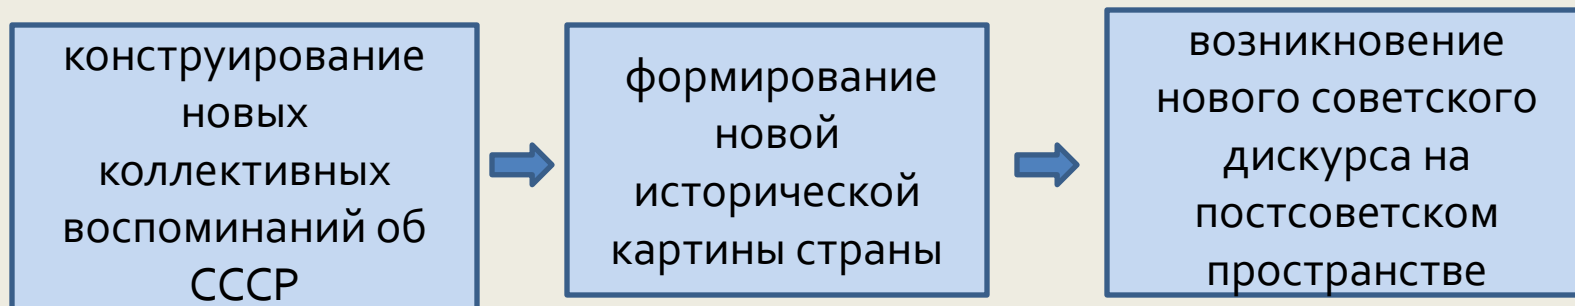 конструирование
новых
коллективных
воспоминаний об
СССР
формирование
новой
исторической
картины страны
возникновение
нового советского
дискурса на
постсоветском
пространстве